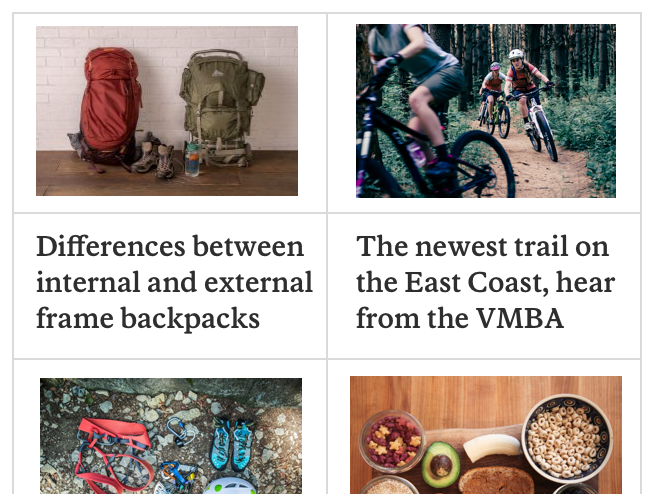 Differences between
internal and external
frame backpacks
The newest trail on
the East Coast, hear
from the VMBA